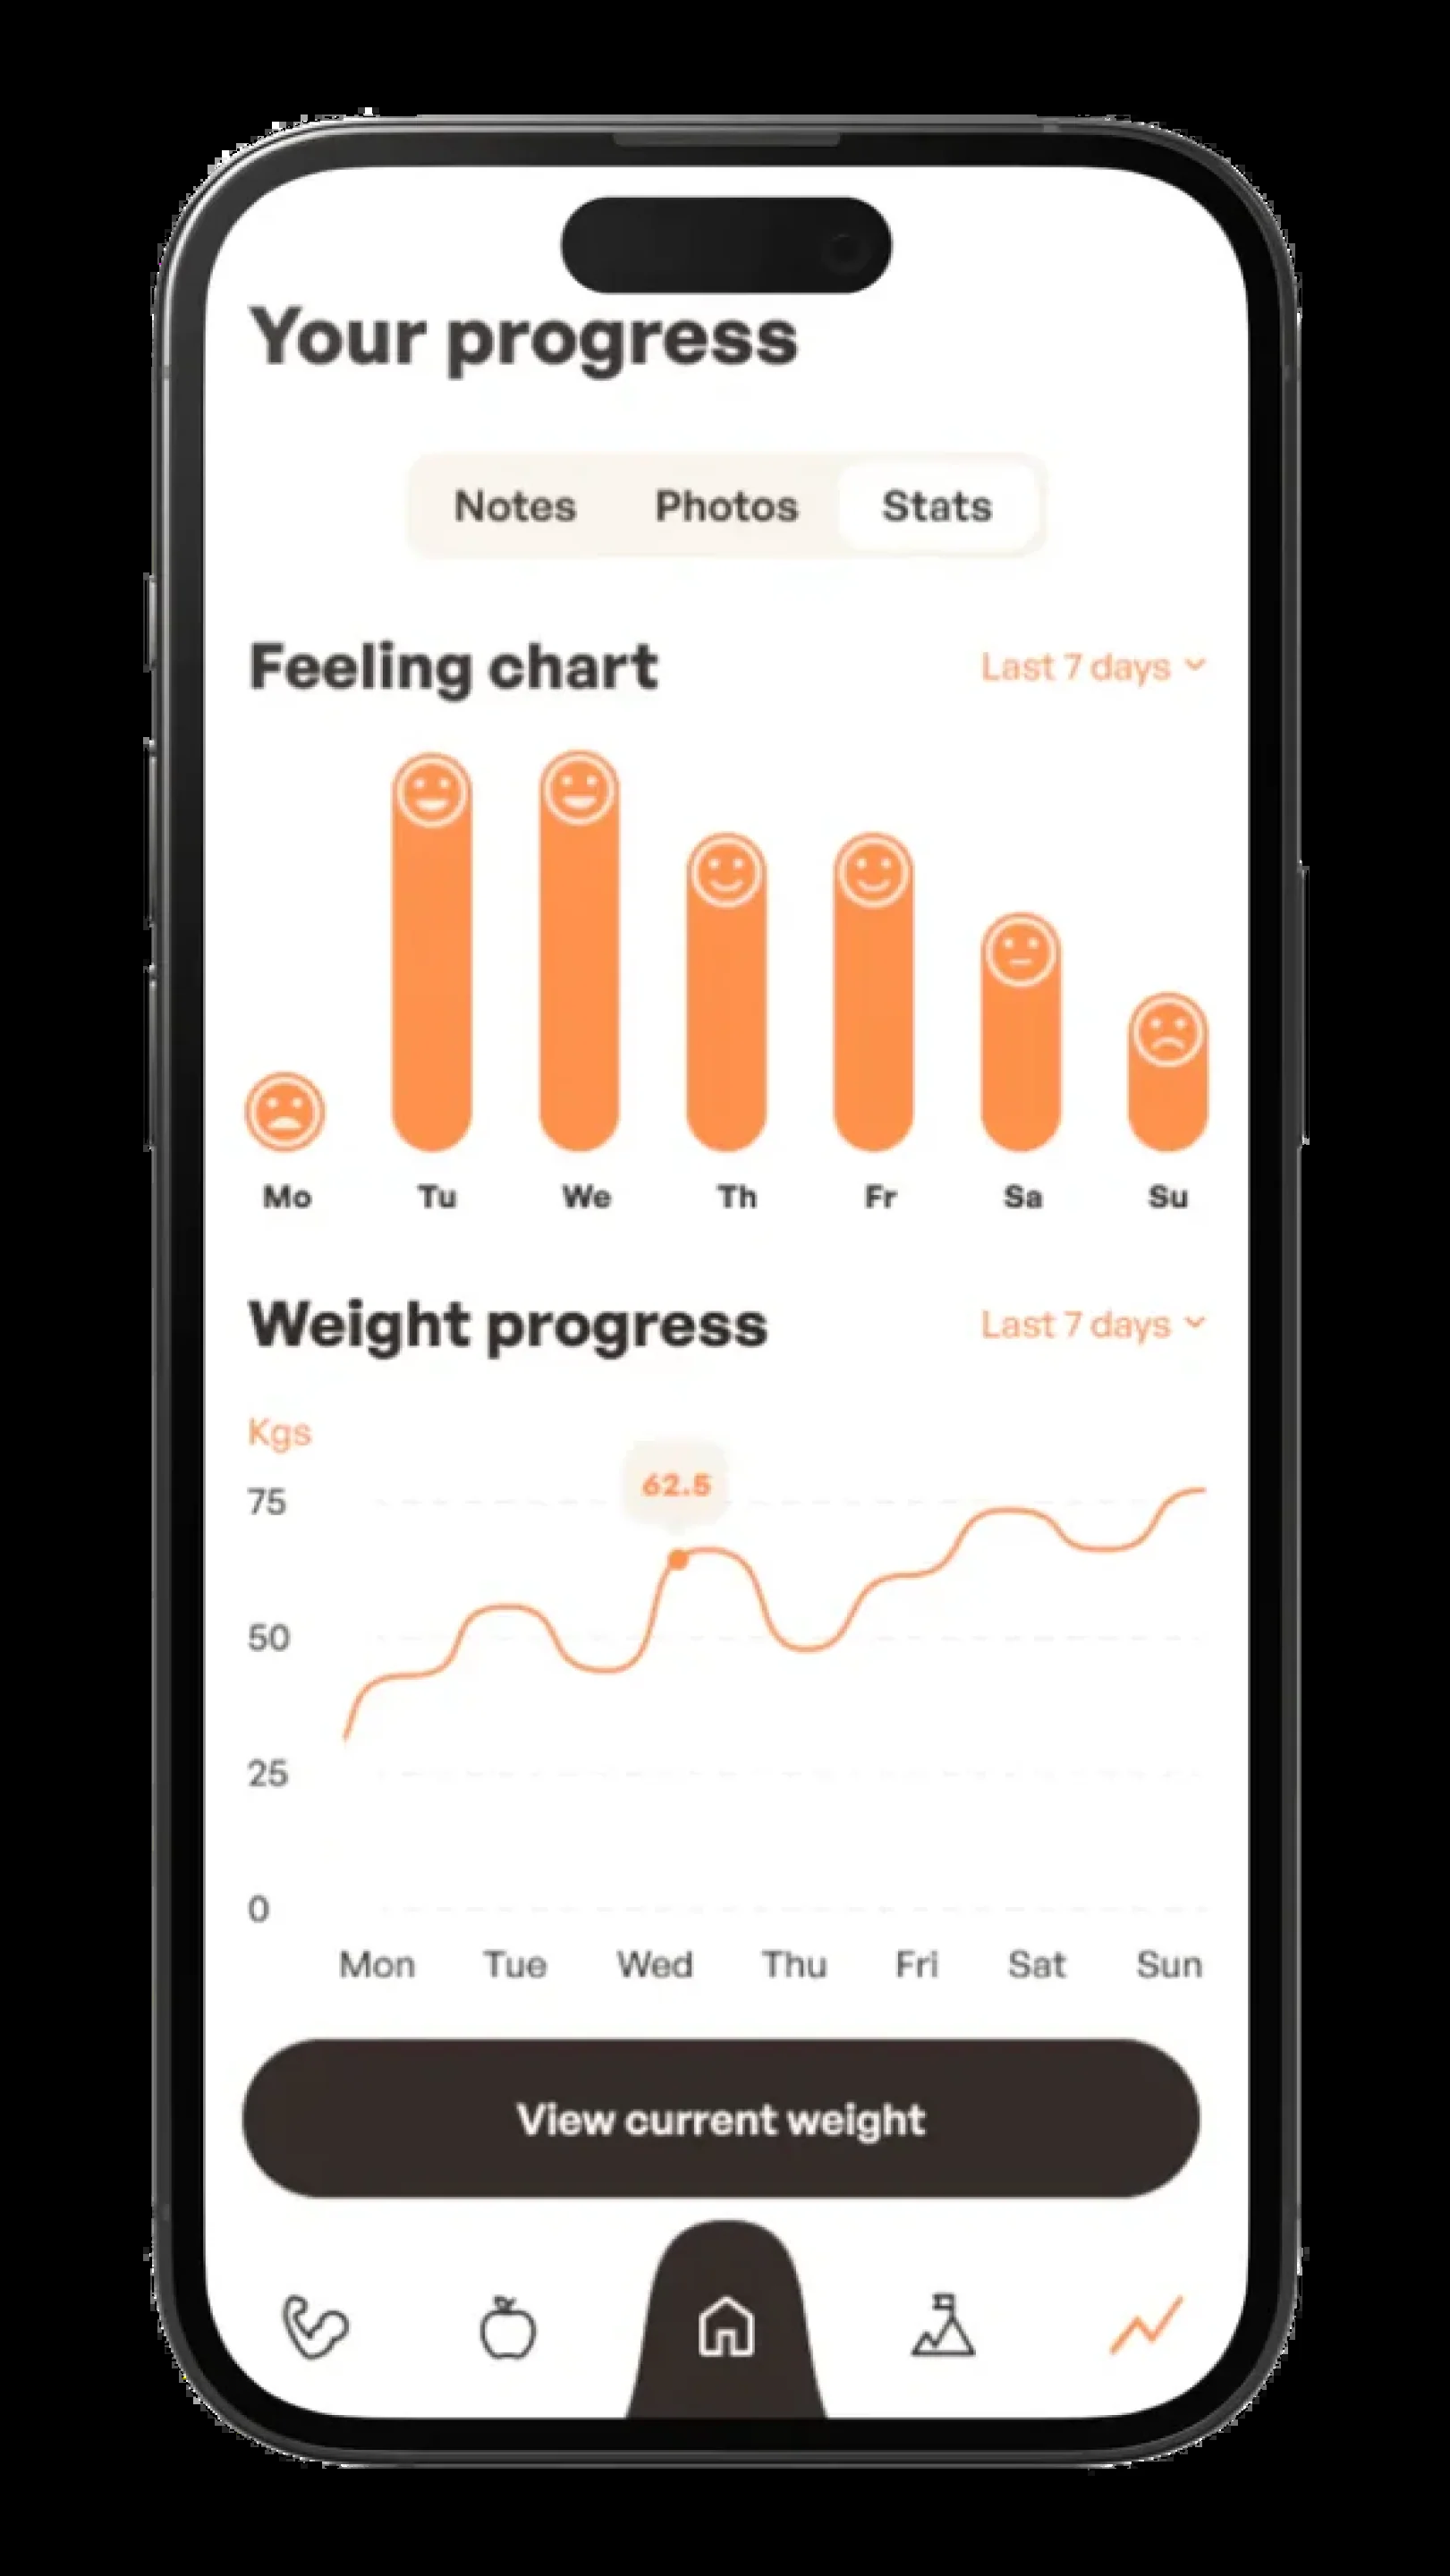 Your progress
Notes Photos Stats
Feeling chart Last 7 days
Mo Tu We Th Fr Sa Su
Weight progress Last 7 days
Kgs
62.5
75
50
25
0
Mon Tue Wed Thu Fri Sat Sun
View current weight